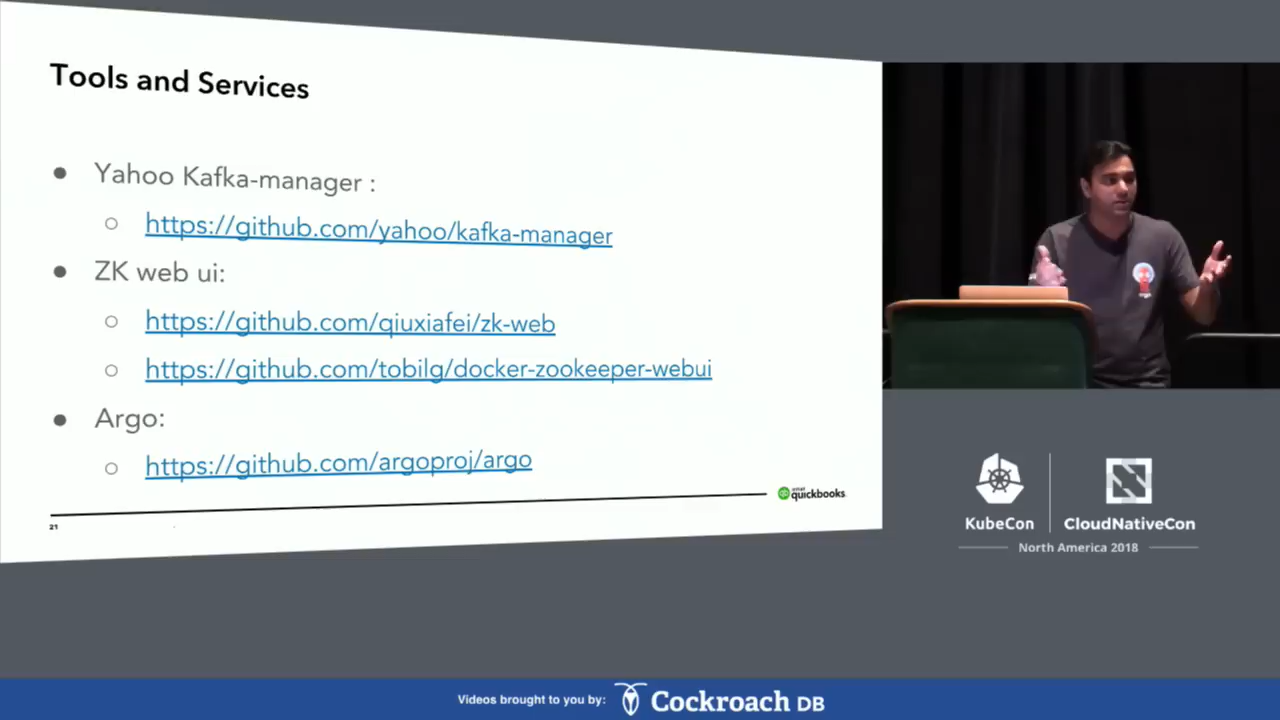 Tools and Services
Yahoo Kafka-manager :
https://github.com/yahoo/kafka-manager
ZK web ui:
https://github.com/qiuxiafei/zk-web
https://github.com/tobilg/docker-zookeeper-webui
Argo:
https://github.com/argoproj/argo
21
intuit
quickbooks
KubeCon
CloudNativeCon
North America 2018
Videos brought to you by:
Cockroach DB